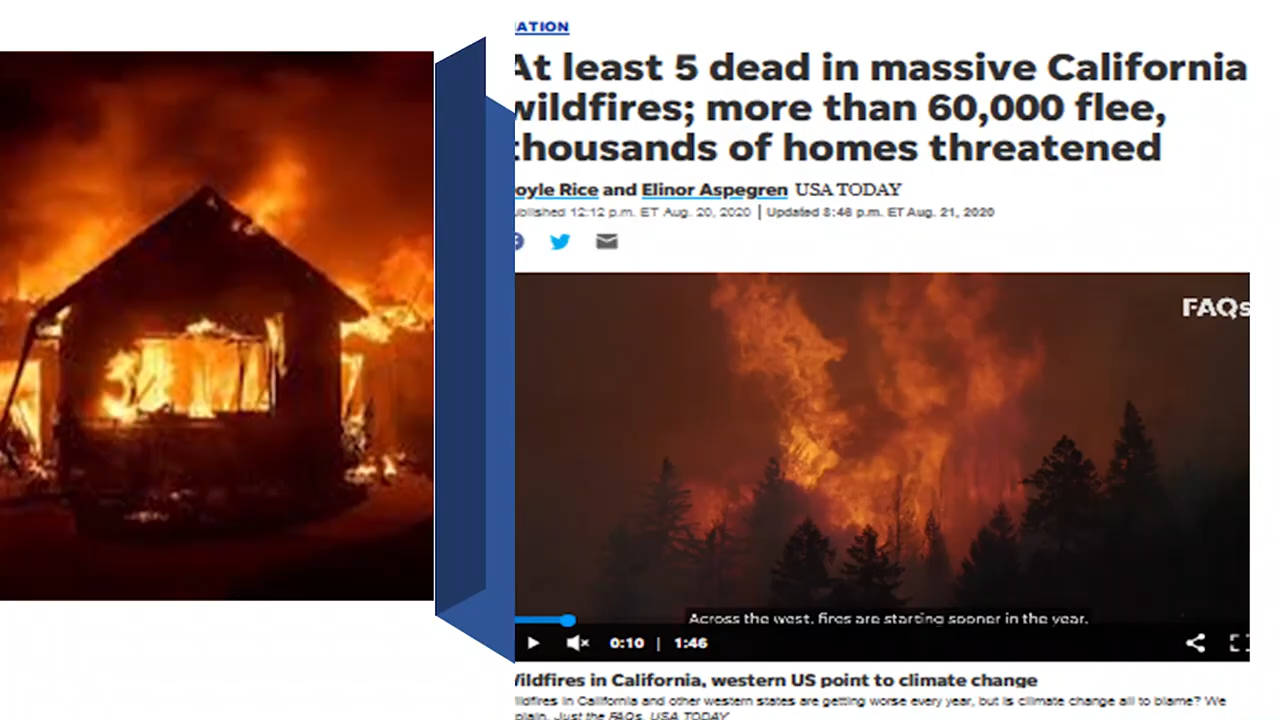 ATION
At least 5 dead in massive California
wildfires; more than 60,000 flee,
thousands of homes threatened
oyle Rice and Elinor Aspegren USA TODAY
ublished 12:12 p.m. ET Aug. 20, 2020 | Updated 8:46 p.m. ET Aug. 21, 2020
FAQs
Across the west, fires are starting sooner in the year.
0:10 | 1:46
Wildfires in California, western US point to climate change
ildfires in California and other western states are getting worse every year, but is climate change all to blame? We
plain. Just the FAQs, USA TODAY